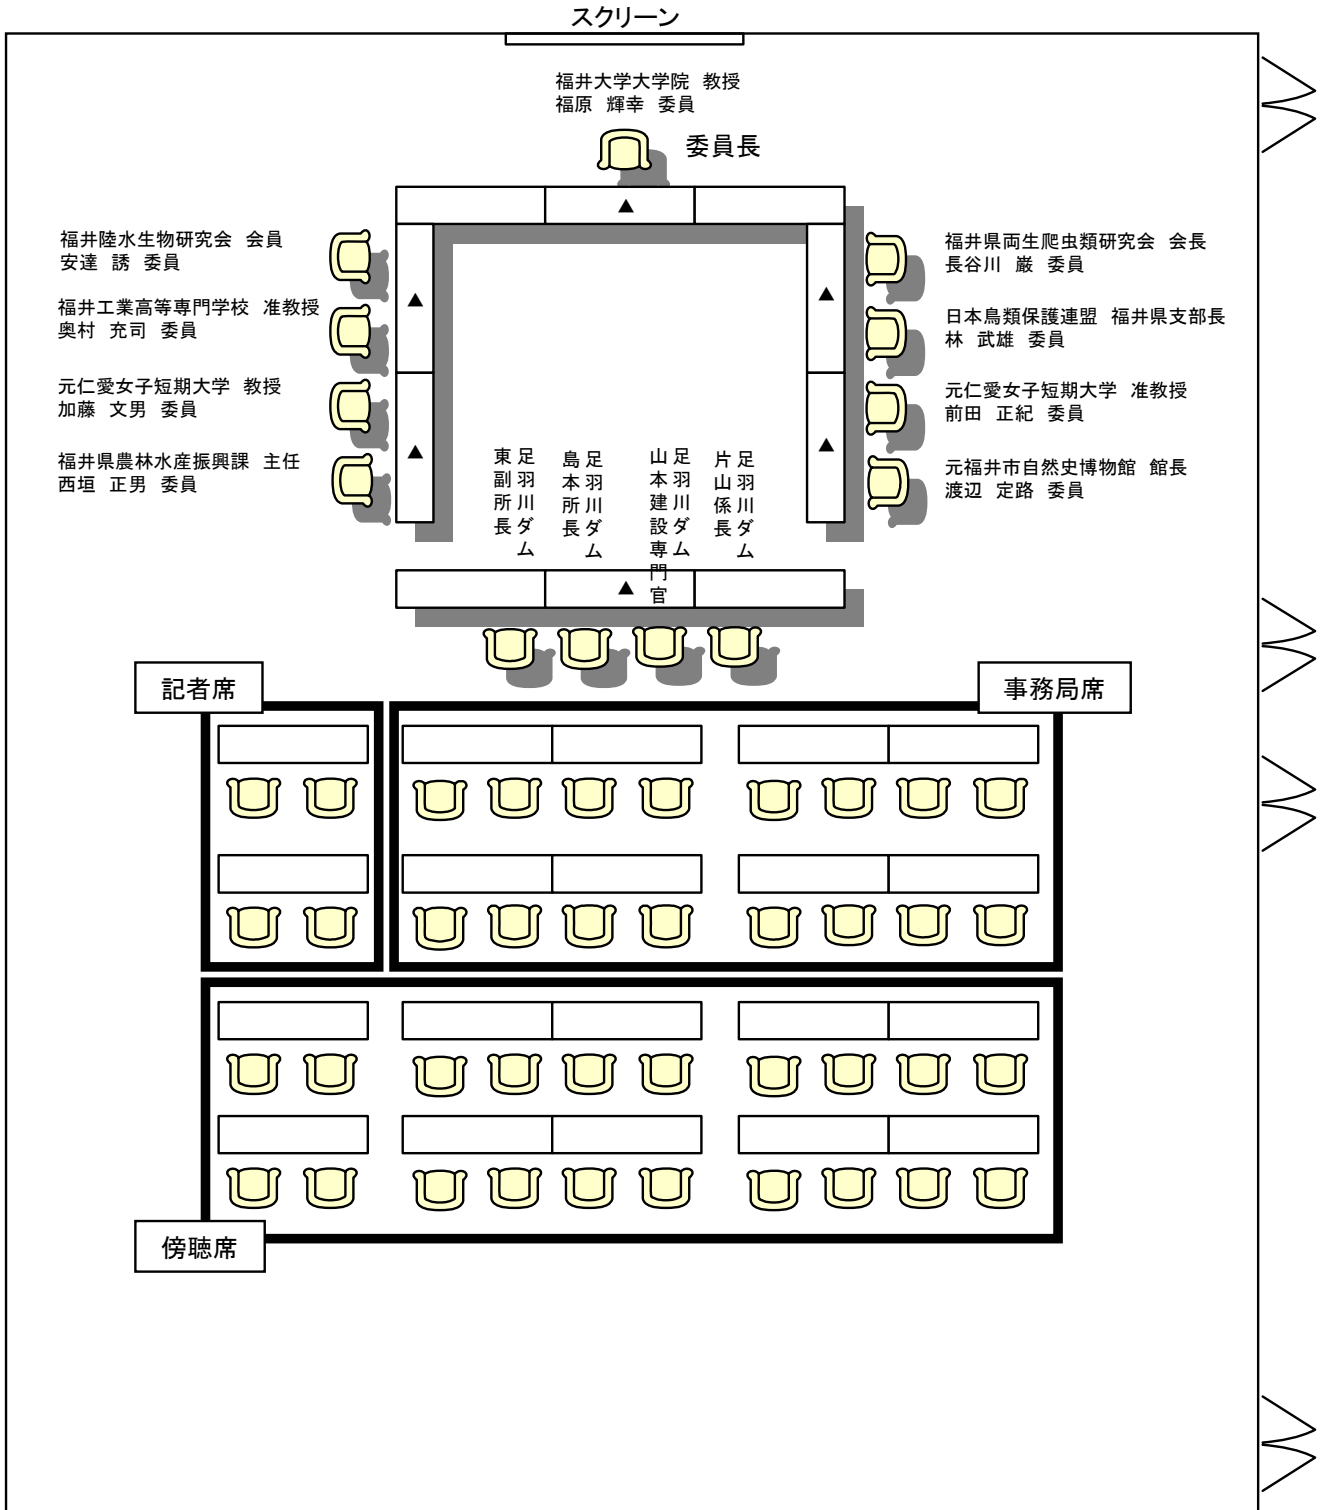 スクリーン
福井大学大学院 教授
福原 輝幸 委員
委員長
福井陸水生物研究会 会員
安達 誘 委員
福井工業高等専門学校 准教授
奥村 充司 委員
元仁愛女子短期大学 教授
加藤 文男 委員
福井県農林水産振興課 主任
西垣 正男 委員
福井県両生爬虫類研究会 会長
長谷川 巌 委員
日本鳥類保護連盟 福井県支部長
林 武雄 委員
元仁愛女子短期大学 准教授
前田 正紀 委員
元福井市自然史博物館 館長
渡辺 定路 委員
足羽川ダム
片山係長
足羽川ダム
山本建設専門官
足羽川ダム
島本所長
足羽川ダム
東副所長
記者席
事務局席
傍聴席